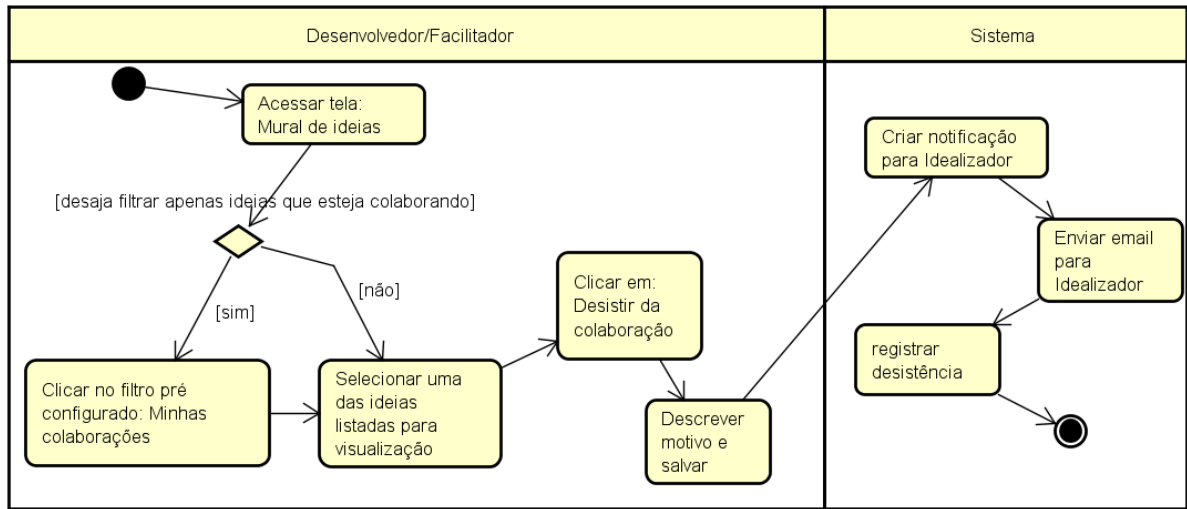 Desenvolvedor/Facilitador
Sistema
Acessar tela:
Mural de ideias
[desaja filtrar apenas ideias que esteja colaborando]
[sim]
[não]
Clicar no filtro pré
configurado: Minhas
colaborações
Selecionar uma
das ideias
listadas para
visualização
Clicar em:
Desistir da
colaboração
Descrever
motivo e
salvar
Criar notificação
para Idealizador
Enviar email
para
Idealizador
registrar
desistência